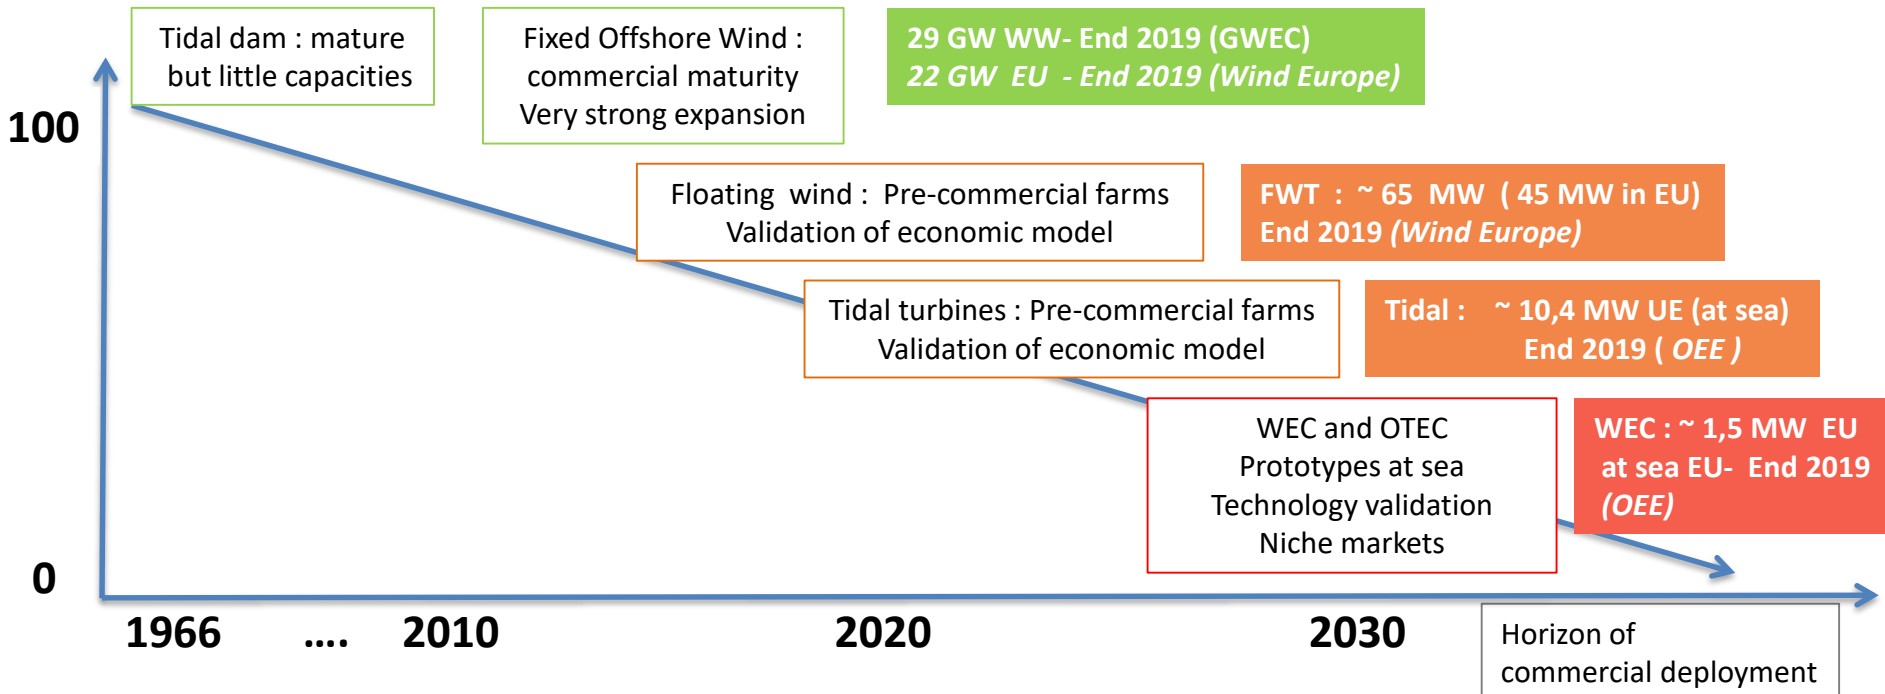 Tidal dam : mature
but little capacities
Fixed Offshore Wind :
commercial maturity
Very strong expansion
29 GW WW- End 2019 (GWEC)
22 GW EU - End 2019 (Wind Europe)
100
Floating wind : Pre-commercial farms
Validation of economic model
FWT : ~ 65 MW ( 45 MW in EU)
End 2019 (Wind Europe)
Tidal turbines : Pre-commercial farms
Validation of economic model
Tidal : ~ 10,4 MW UE (at sea)
End 2019 ( OEE )
WEC and OTEC
Prototypes at sea
Technology validation
Niche markets
WEC : ~ 1,5 MW EU
at sea EU- End 2019
(OEE)
0
1966 .... 2010 2020 2030
Horizon of
commercial deployment